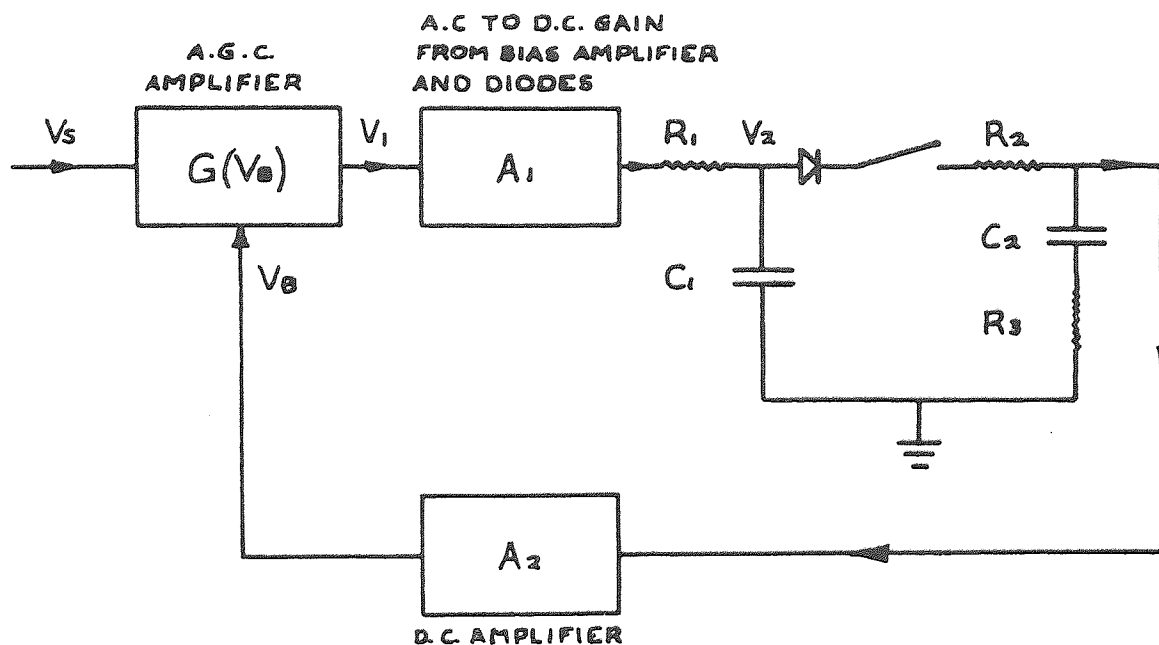 A.C TO D.C. GAIN
FROM BIAS AMPLIFIER
AND DIODES
A.G.C.
AMPLIFIER
Vs
G(VB)
V1
A1
R1
V2
R2
C1
C2
R3
VB
A2
D.C. AMPLIFIER